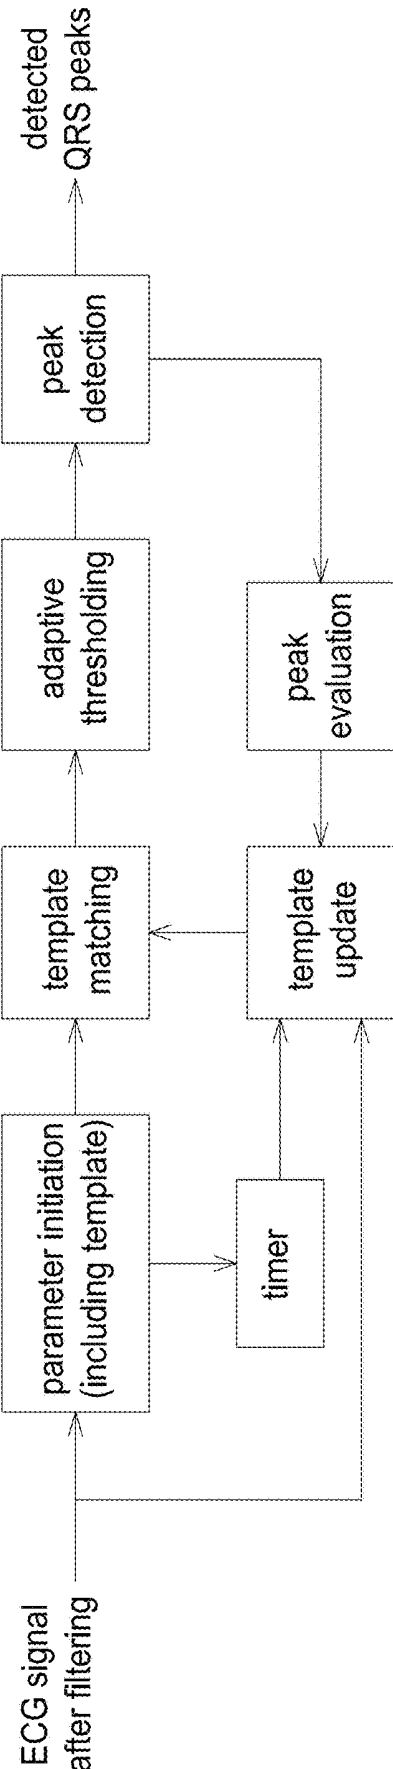 ECG signal
after filtering
parameter initiation
(including template)
template
matching
adaptive
thresholding
peak
detection
detected
QRS peaks
timer
template
update
peak
evaluation